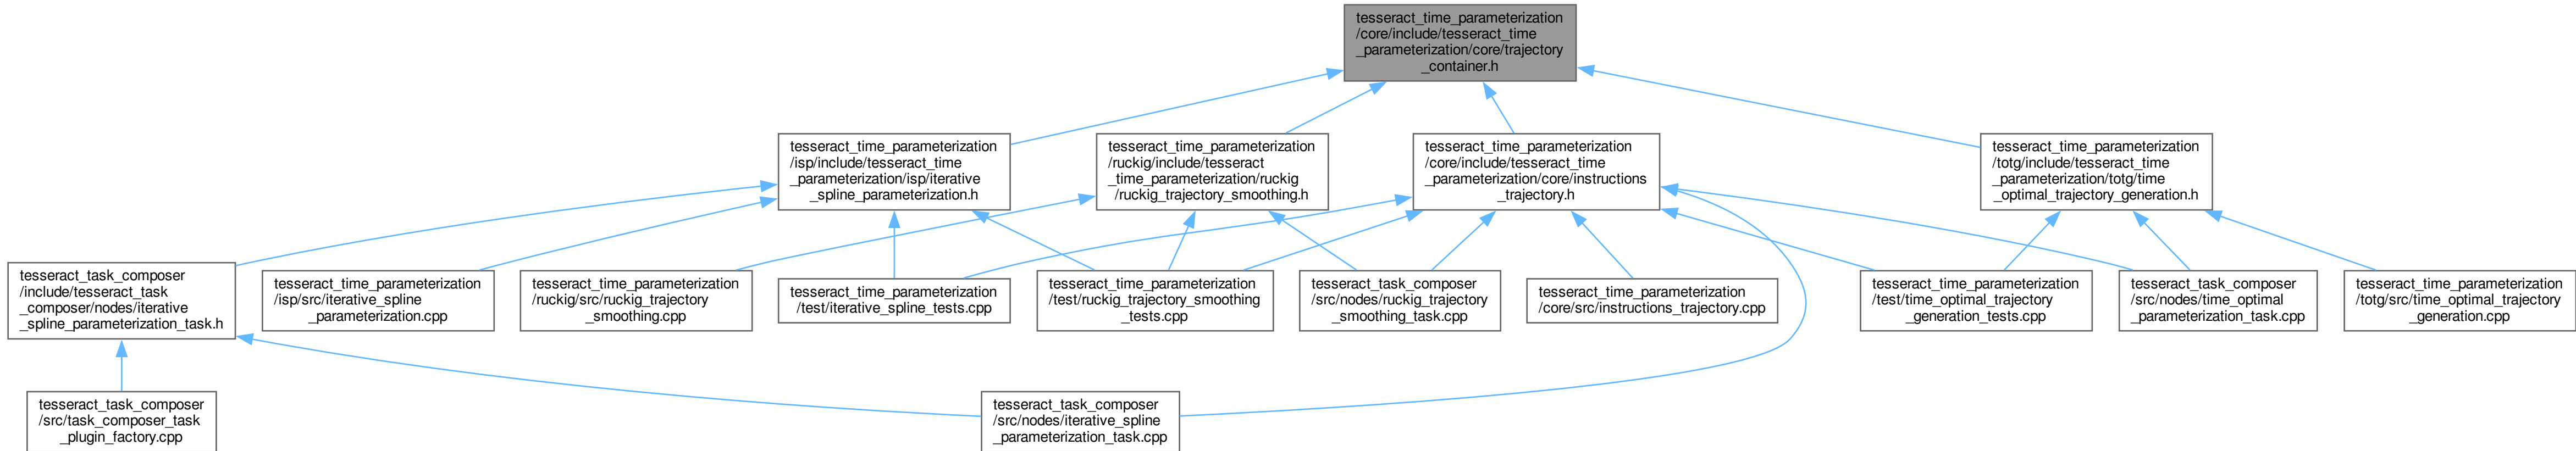 tesseract_time_parameterization
/core/include/tesseract_time
_parameterization/core/trajectory
_container.h
tesseract_time_parameterization
/isp/include/tesseract_time
_parameterization/isp/iterative
_spline_parameterization.h
tesseract_time_parameterization
/ruckig/include/tesseract
_time_parameterization/ruckig
/ruckig_trajectory_smoothing.h
tesseract_time_parameterization
/core/include/tesseract_time
_parameterization/core/instructions
_trajectory.h
tesseract_time_parameterization
/totg/include/tesseract_time
_parameterization/totg/time
_optimal_trajectory_generation.h
tesseract_task_composer
/include/tesseract_task
_composer/nodes/iterative
_spline_parameterization_task.h
tesseract_time_parameterization
/isp/src/iterative_spline
_parameterization.cpp
tesseract_time_parameterization
/ruckig/src/ruckig_trajectory
_smoothing.cpp
tesseract_time_parameterization
/test/iterative_spline_tests.cpp
tesseract_time_parameterization
/test/ruckig_trajectory_smoothing
_tests.cpp
tesseract_task_composer
/src/nodes/ruckig_trajectory
_smoothing_task.cpp
tesseract_time_parameterization
/core/src/instructions_trajectory.cpp
tesseract_time_parameterization
/test/time_optimal_trajectory
_generation_tests.cpp
tesseract_task_composer
/src/nodes/time_optimal
_parameterization_task.cpp
tesseract_time_parameterization
/totg/src/time_optimal_trajectory
_generation.cpp
tesseract_task_composer
/src/task_composer_task
_plugin_factory.cpp
tesseract_task_composer
/src/nodes/iterative_spline
_parameterization_task.cpp